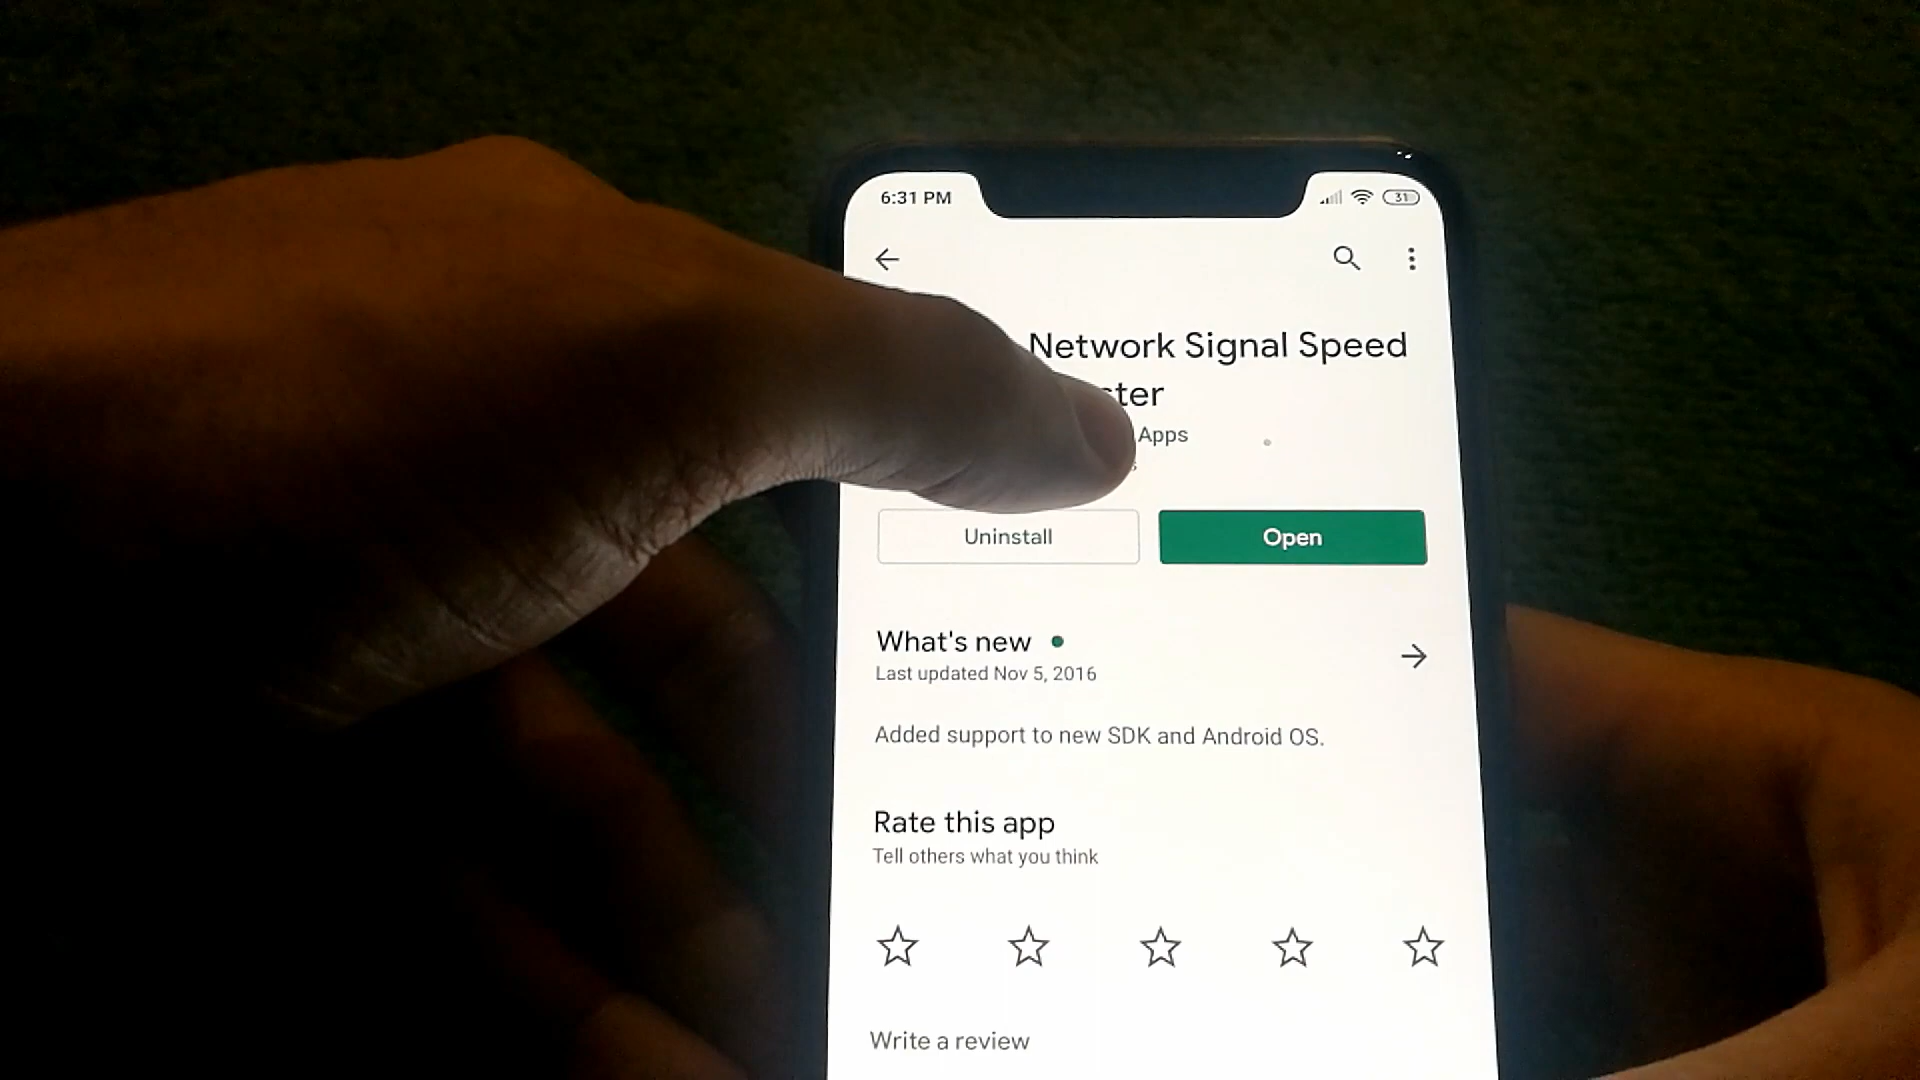 6:31 PM
31
Network Signal Speed
Apps
Uninstall
Open
What's new
Last updated Nov 5, 2016
Added support to new SDK and Android OS.
Rate this app
Tell others what you think
Write a review